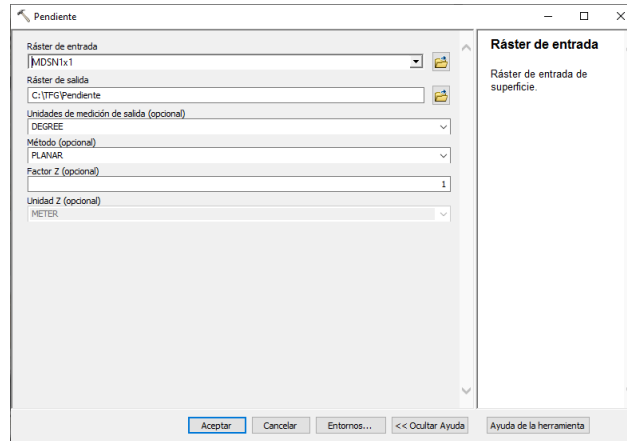 Pendiente
Ráster de entrada
MDSN1x1
Ráster de salida
C:\TFG\Pendiente
Unidades de medición de salida (opcional)
DEGREE
Método (opcional)
PLANAR
Factor Z (opcional)
1
Unidad Z (opcional)
METER
Ráster de entrada
Ráster de entrada de
superficie.
Aceptar
Cancelar
Entornos...
<< Ocultar Ayuda
Ayuda de la herramienta